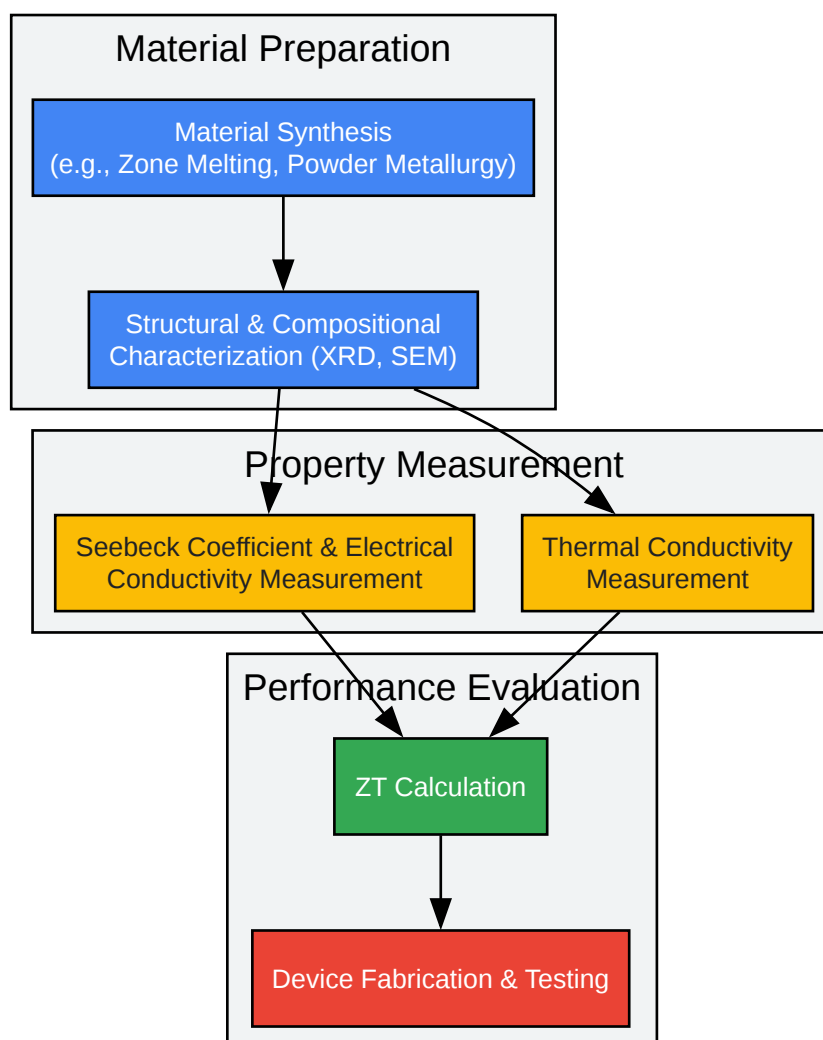 Material Preparation
Material Synthesis
(e.g., Zone Melting, Powder Metallurgy)
Structural & Compositional
Characterization (XRD, SEM)
Property Measurement
Seebeck Coefficient & Electrical
Conductivity Measurement
Thermal Conductivity
Measurement
Performance Evaluation
ZT Calculation
Device Fabrication & Testing